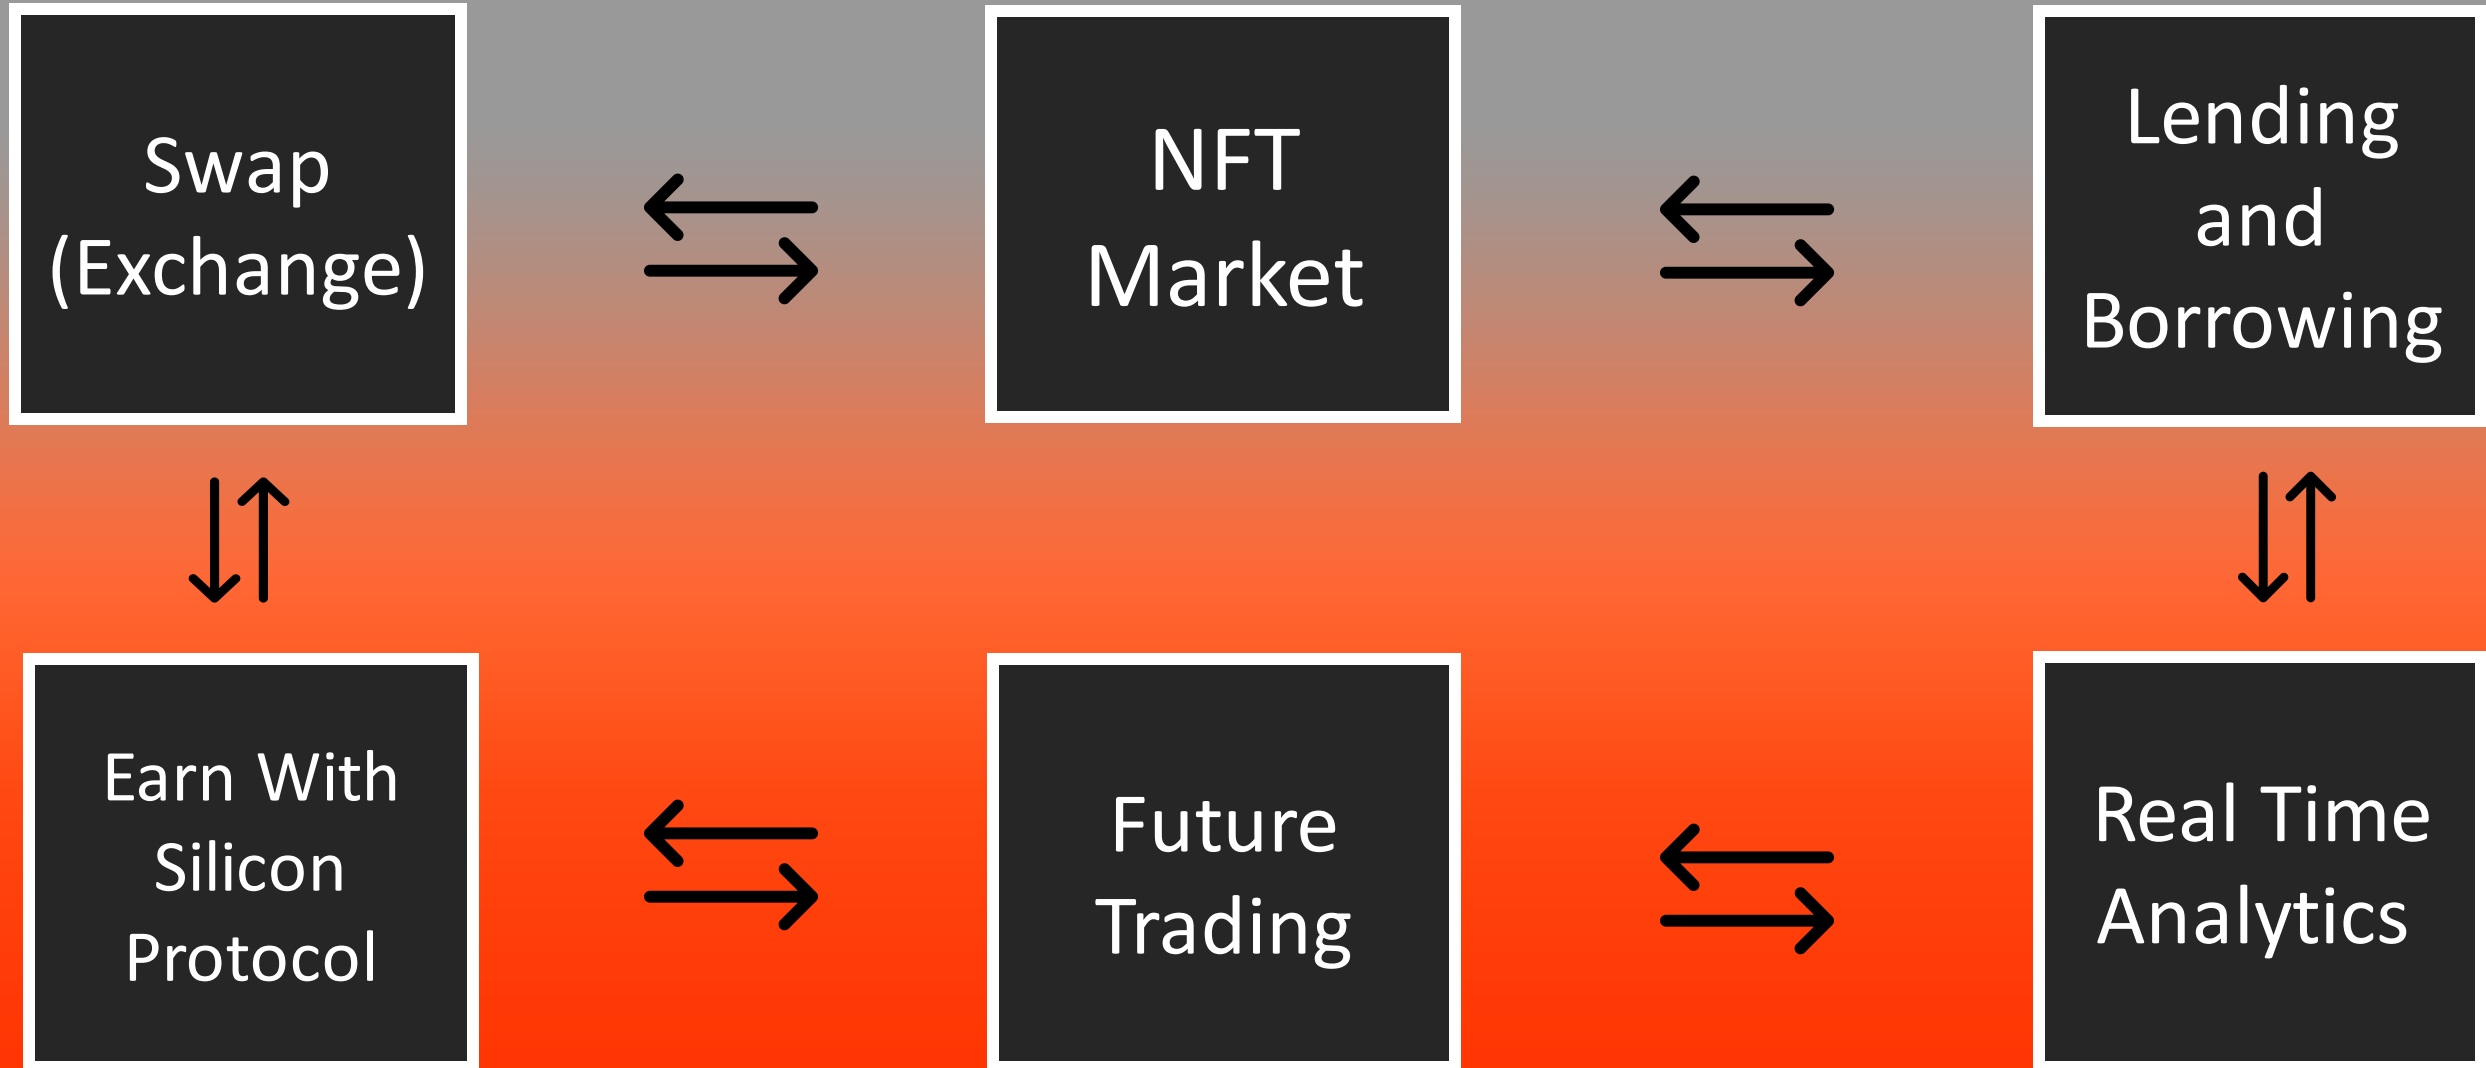 Swap
(Exchange)
NFT
Market
Lending
and
Borrowing
Earn With
Silicon
Protocol
Future
Trading
Real Time
Analytics